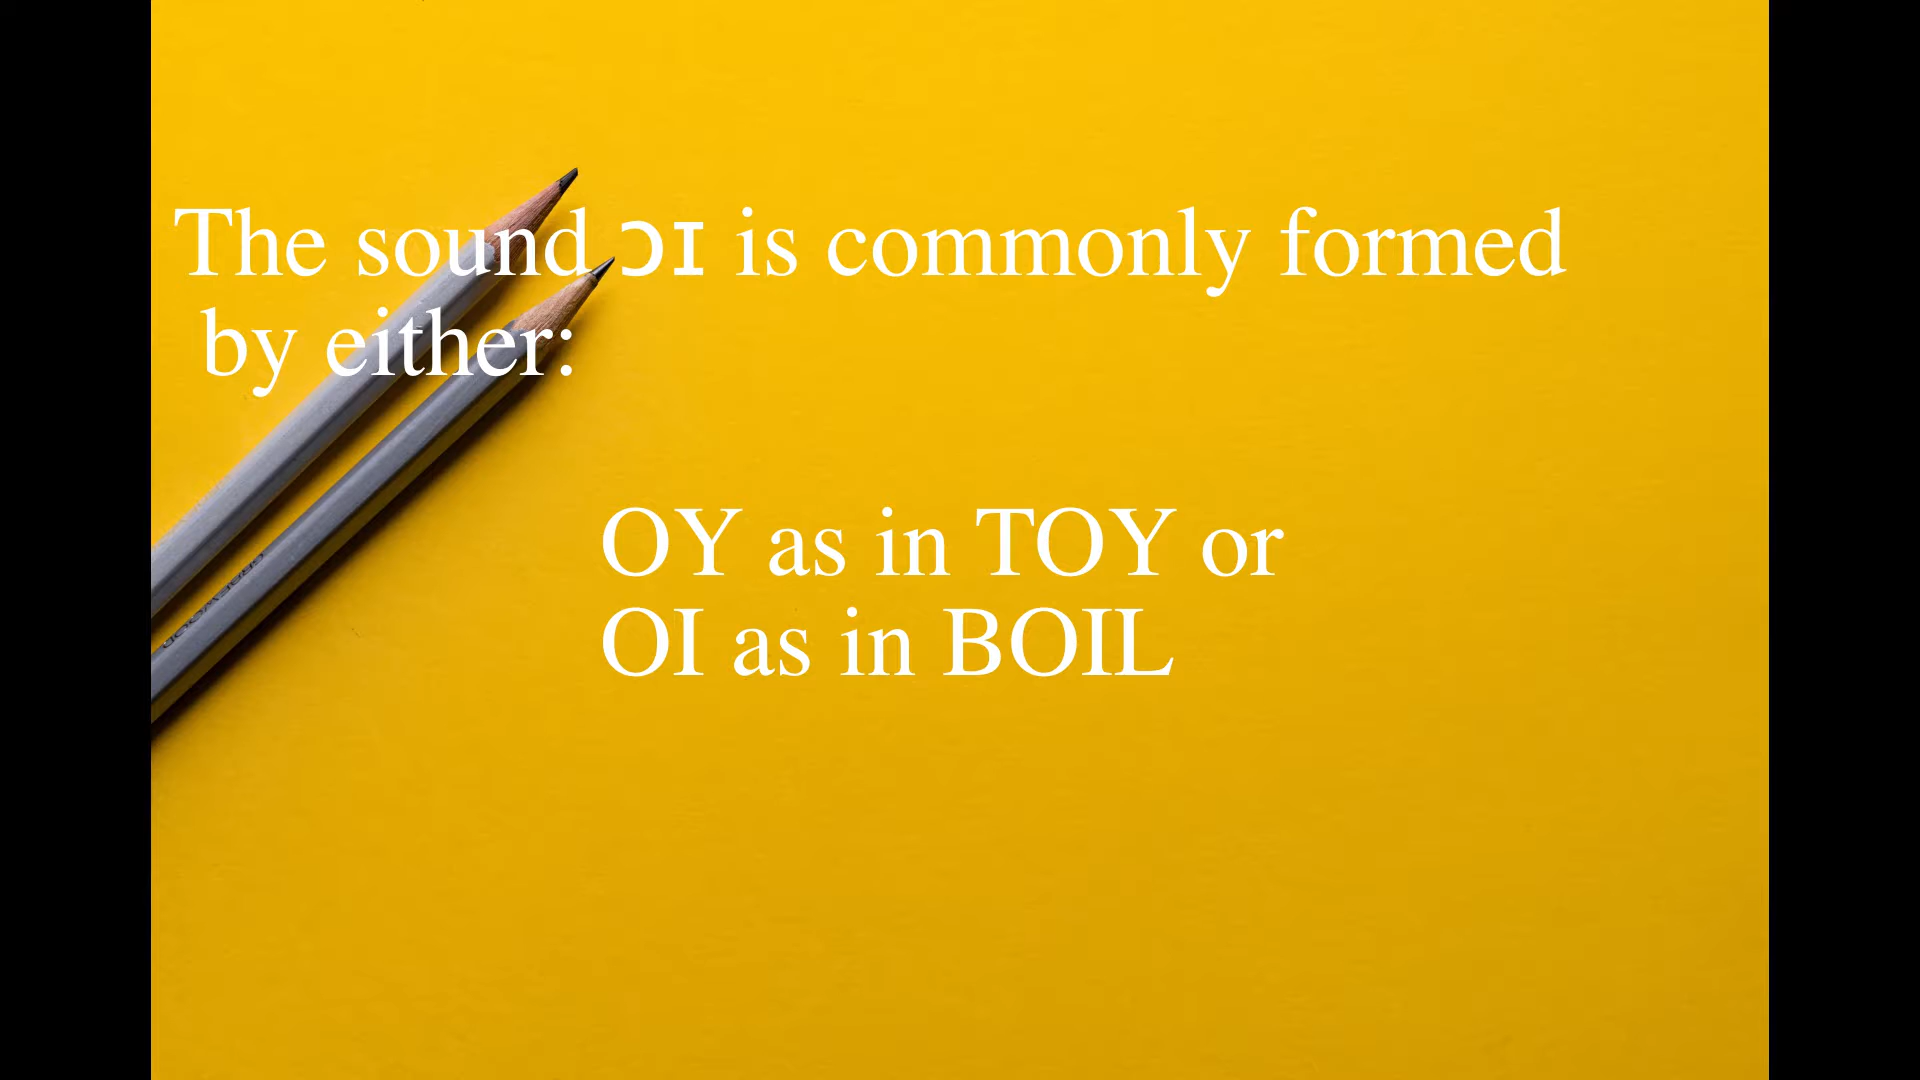 The sound ɔɪ is commonly formed
by either:
OY as in TOY or
OI as in BOIL